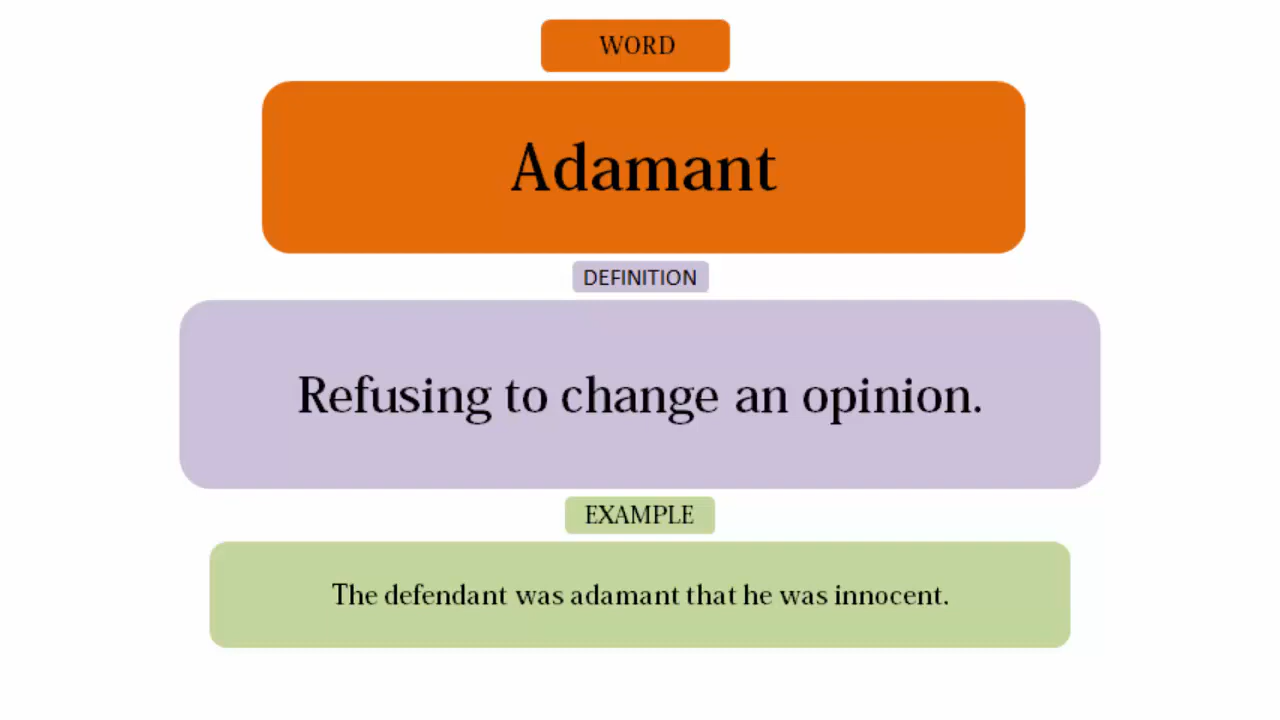 WORD
Adamant
DEFINITION
Refusing to change an opinion.
EXAMPLE
The defendant was adamant that he was innocent.